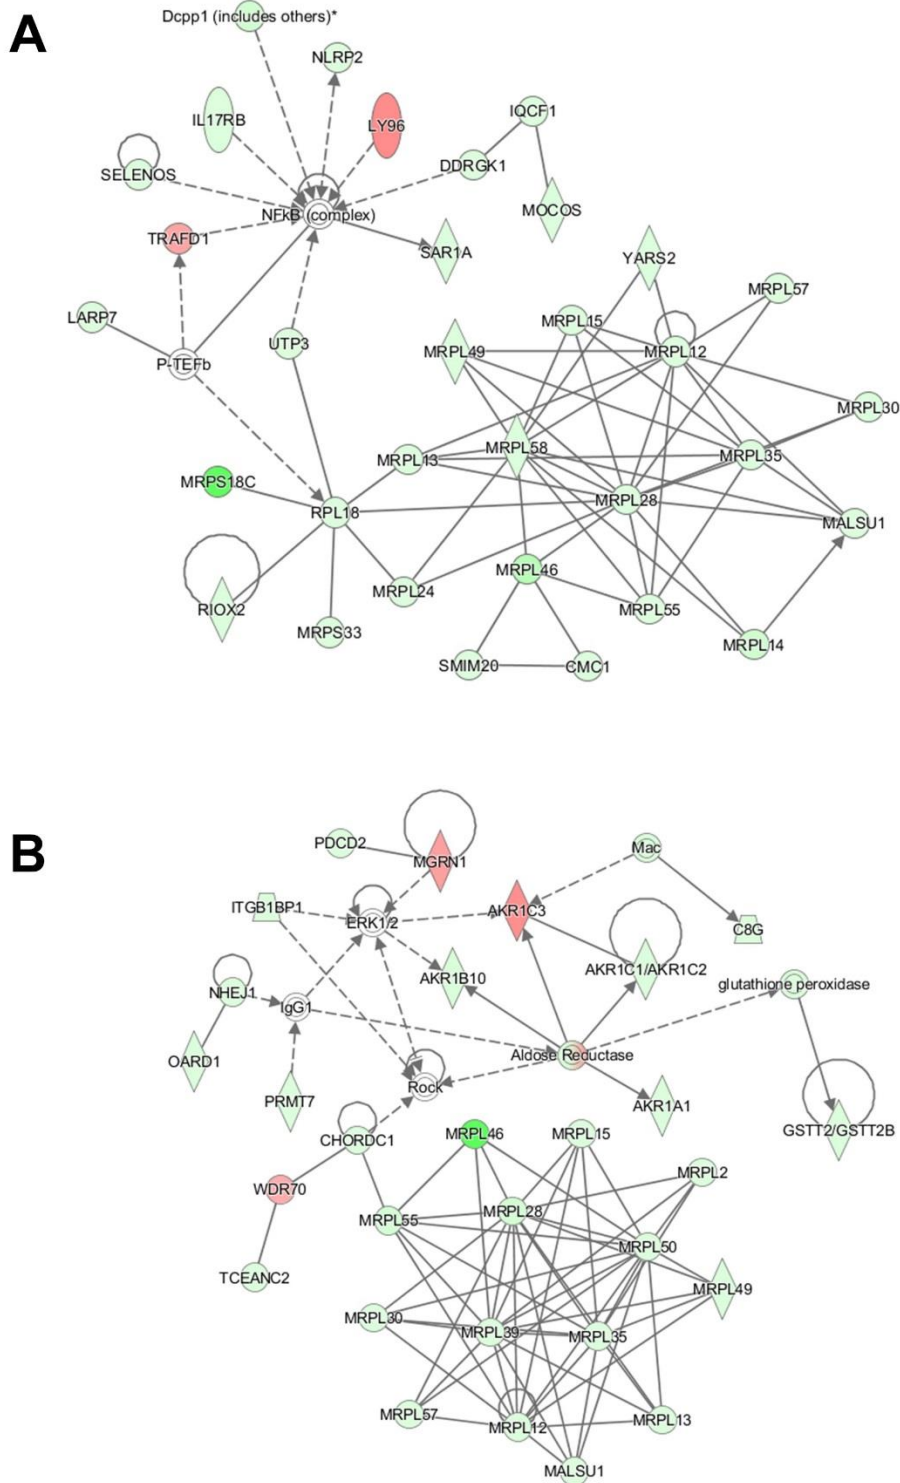 A
Dcpp1 (includes others)*
NLRP2
IL17RB
LY96
IQCF1
DDRGK1
SELENOS
NFkB (complex)
MOCOS
TRAFD1
SAR1A
YARS2
MRPL57
LARP7
MRPL15
UTP3
MRPL49
MRPL12
P-TEFb
MRPL30
MRPL58
MRPL13
MRPL35
MRPS18C
MRPL28
RPL18
MALSU1
MRPL46
MRPL24
RIOX2
MRPL55
MRPS33
MRPL14
SMIM20
CMC1
B
PDCD2
Mac
MGRN1
ITGB1BP1
AKR1C3
ERK1/2
C8G
AKR1B10
AKR1C1/AKR1C2
glutathione peroxidase
NHEJ1
IgG1
OARD1
Aldose Reductase
Rock
PRMT7
AKR1A1
GSTT2/GSTT2B
CHORDC1
MRPL46
MRPL15
MRPL2
WDR70
MRPL55
MRPL28
MRPL50
TCEANC2
MRPL49
MRPL30
MRPL39
MRPL35
MRPL57
MRPL12
MRPL13
MALSU1